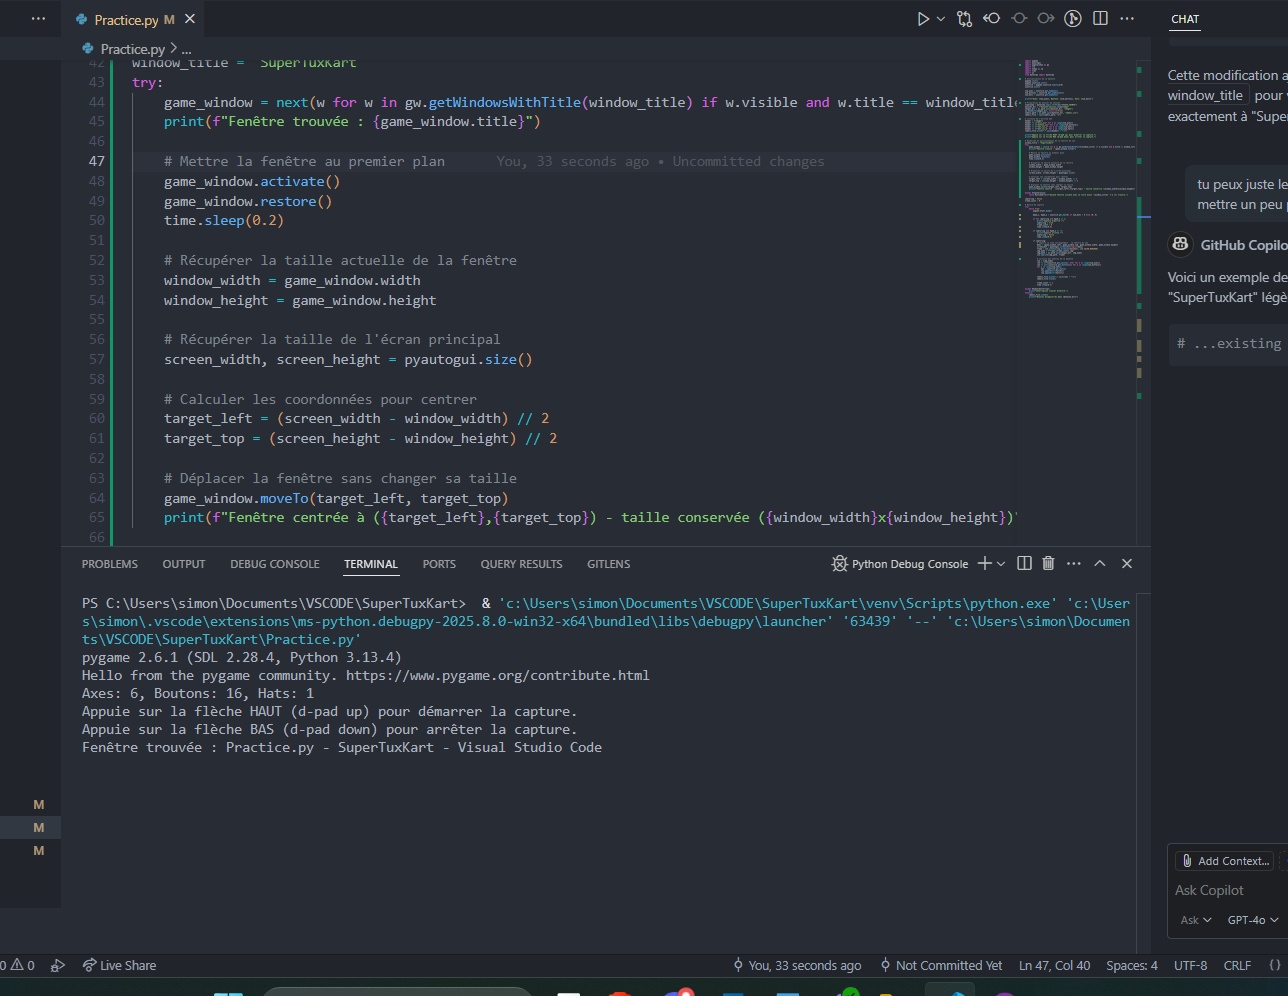 Practice.py M
CHAT
Practice.py > ...
42 window_title = "SuperTuxKart"
43 try:
44 game_window = next(w for w in gw.getWindowsWithTitle(window_title) if w.visible and w.title == window_titl
45 print(f"Fenêtre trouvée : {game_window.title}")
46
47 # Mettre la fenêtre au premier plan You, 33 seconds ago • Uncommitted changes
48 game_window.activate()
49 game_window.restore()
50 time.sleep(0.2)
51
52 # Récupérer la taille actuelle de la fenêtre
53 window_width = game_window.width
54 window_height = game_window.height
55
56 # Récupérer la taille de l'écran principal
57 screen_width, screen_height = pyautogui.size()
58
59 # Calculer les coordonnées pour centrer
60 target_left = (screen_width - window_width) // 2
61 target_top = (screen_height - window_height) // 2
62
63 # Déplacer la fenêtre sans changer sa taille
64 game_window.moveTo(target_left, target_top)
65 print(f"Fenêtre centrée à ({target_left},{target_top}) - taille conservée ({window_width}x{window_height})"
66
Cette modification a
window_title pour
exactement à "Super
tu peux juste le
mettre un peu
GitHub Copilo
Voici un exemple de
"SuperTuxKart" légè
# ...existing
PROBLEMS OUTPUT DEBUG CONSOLE TERMINAL PORTS QUERY RESULTS GITLENS
Python Debug Console
PS C:\Users\simon\Documents\VSCODE\SuperTuxKart> & 'c:\Users\simon\Documents\VSCODE\SuperTuxKart\venv\Scripts\python.exe' 'c:\User
s\simon\.vscode\extensions\ms-python.debugpy-2025.8.0-win32-x64\bundled\libs\debugpy\launcher' '63439' '--' 'c:\Users\simon\Documen
ts\VSCODE\SuperTuxKart\Practice.py'
pygame 2.6.1 (SDL 2.28.4, Python 3.13.4)
Hello from the pygame community. https://www.pygame.org/contribute.html
Axes: 6, Boutons: 16, Hats: 1
Appuie sur la flèche HAUT (d-pad up) pour démarrer la capture.
Appuie sur la flèche BAS (d-pad down) pour arrêter la capture.
Fenêtre trouvée : Practice.py - SuperTuxKart - Visual Studio Code
M
M
M
Add Context...
Ask Copilot
Ask GPT-4o
0 0 Live Share
You, 33 seconds ago Not Committed Yet Ln 47, Col 40 Spaces: 4 UTF-8 CRLF {}